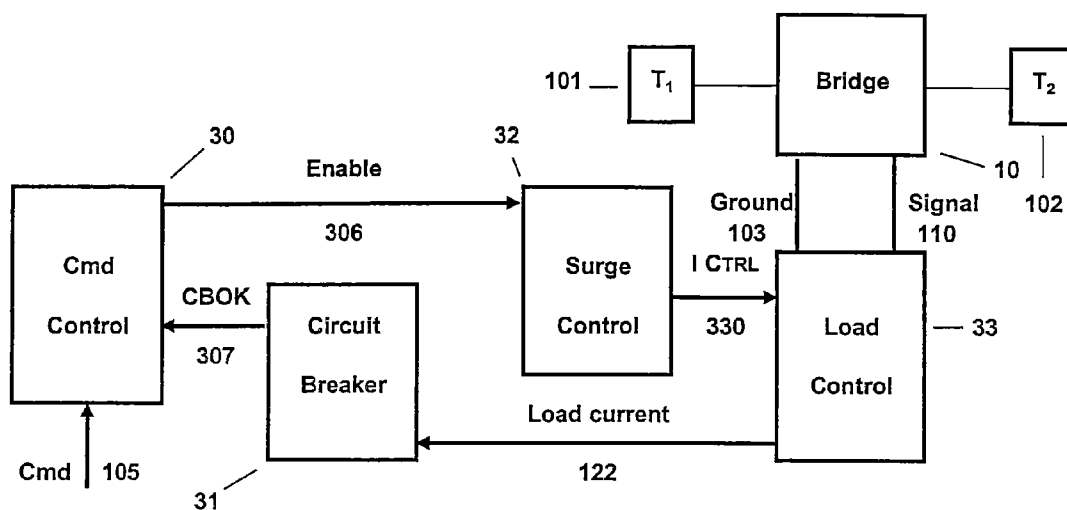 101
T1
Bridge
T2
30
32
10
102
Enable
306
Ground
103
Signal
110
Cmd
Control
CBOK
307
Circuit
Breaker
Surge
Control
I CTRL
330
Load
Control
33
Load current
122
Cmd 105
31